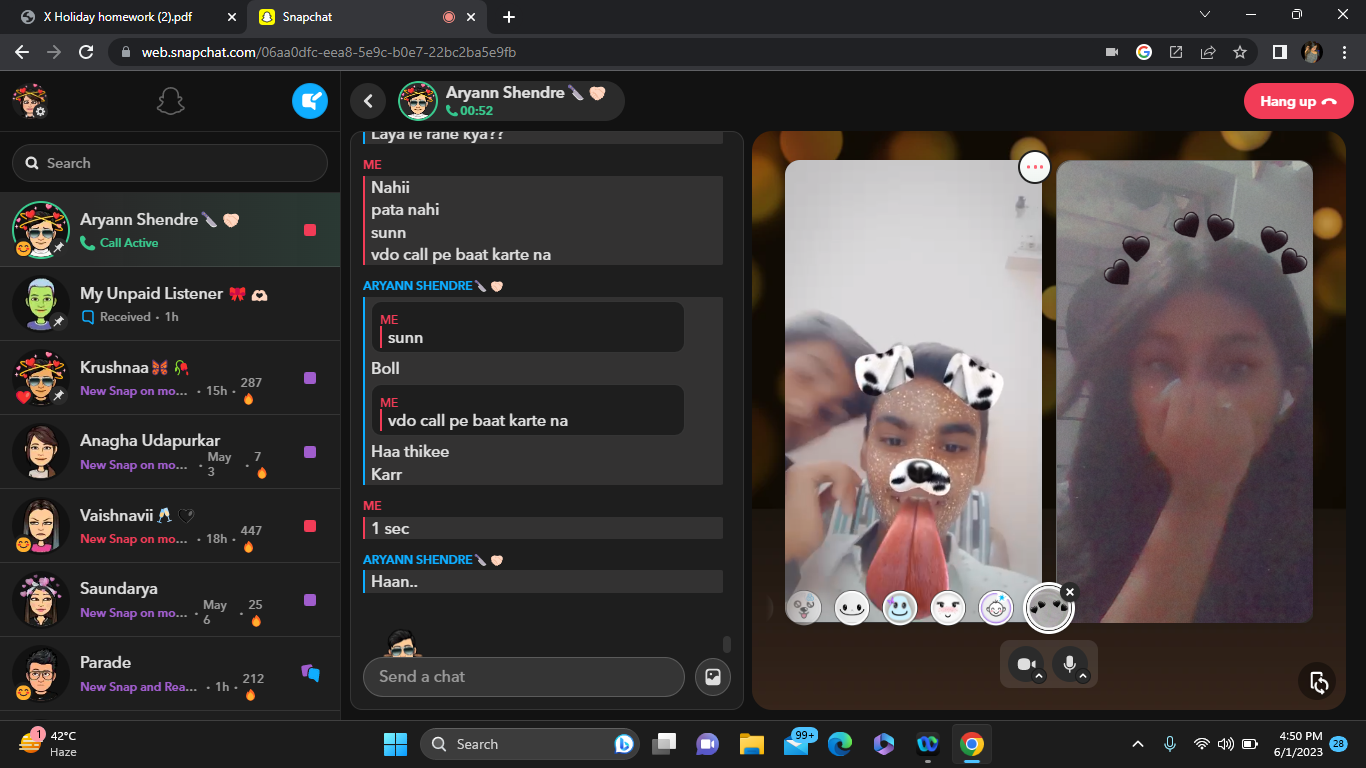 X Holiday homework (2).pdf
Snapchat
web.snapchat.com/06aa0dfc-eea8-5e9c-b0e7-22bc2ba5e9fb
Search
Aryann Shendre
Call Active
My Unpaid Listener
Received · 1h
Krushnaa
New Snap on mo... · 15h · 287
Anagha Udapurkar
New Snap on mo... · May 3 · 7
Vaishnavii
New Snap on mo... · 18h · 447
Saundarya
New Snap on mo... · May 6 · 25
Parade
New Snap and Rea... · 1h · 212
Aryann Shendre
00:52
Hang up
Laya le rahe kya??
ME
Nahii
pata nahi
sunn
vdo call pe baat karte na
ARYANN SHENDRE
ME
sunn
Boll
ME
vdo call pe baat karte na
Haa thikee
Karr
ME
1 sec
ARYANN SHENDRE
Haan..
Send a chat
1
42°C
Haze
Search
99+
4:50 PM
6/1/2023
28